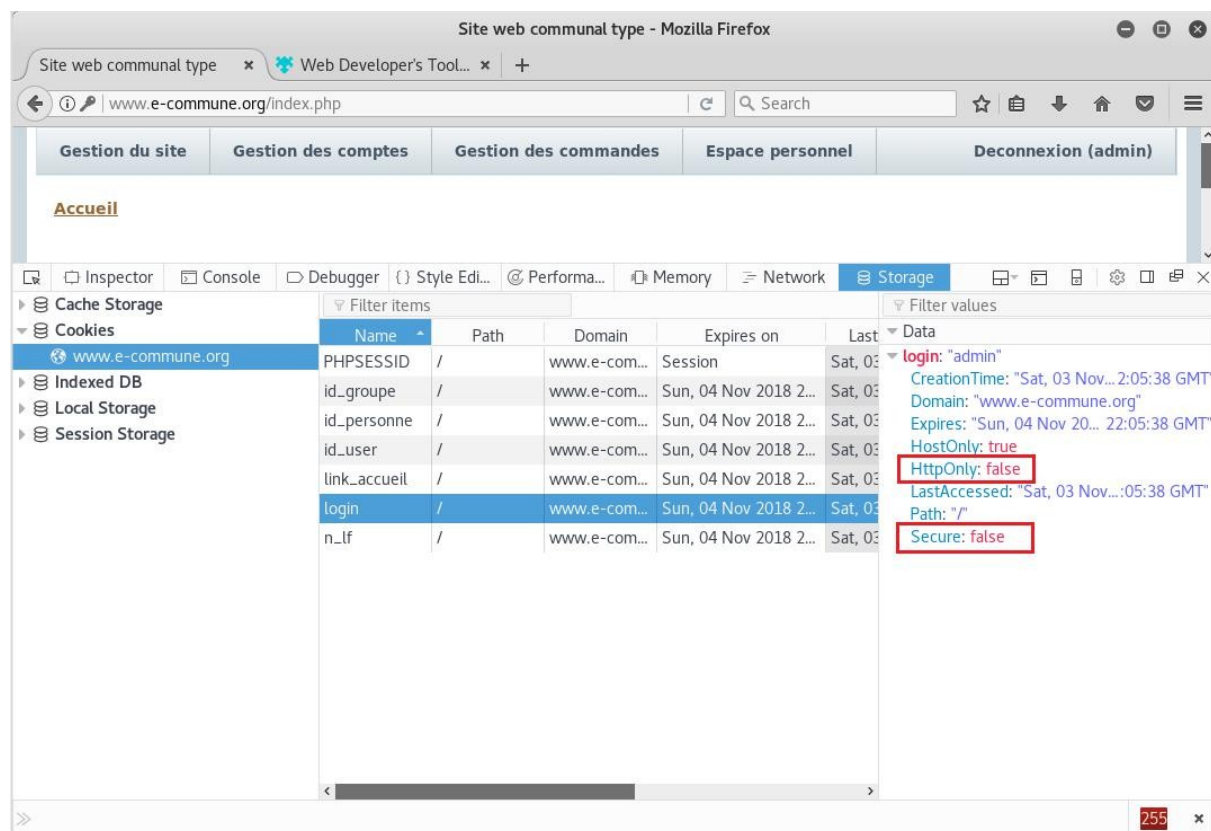 Site web communal type - Mozilla Firefox
Site web communal type × Web Developer's Tool... × +
www.e-commune.org/index.php Search
Gestion du site Gestion des comptes Gestion des commandes Espace personnel Deconnexion (admin)
Accueil
Inspector Console Debugger {} Style Edi... Performa... Memory Network Storage
Cache Storage
Cookies
www.e-commune.org
Indexed DB
Local Storage
Session Storage
Filter items
Name Path Domain Expires on Last
PHPSESSID / www.e-com... Session Sat, 03
id_groupe / www.e-com... Sun, 04 Nov 2018 2... Sat, 03
id_personne / www.e-com... Sun, 04 Nov 2018 2... Sat, 03
id_user / www.e-com... Sun, 04 Nov 2018 2... Sat, 03
link_accueil / www.e-com... Sun, 04 Nov 2018 2... Sat, 03
login / www.e-com... Sun, 04 Nov 2018 2... Sat, 03
n_lf / www.e-com... Sun, 04 Nov 2018 2... Sat, 03
Filter values
Data
login: "admin"
CreationTime: "Sat, 03 Nov...2:05:38 GMT"
Domain: "www.e-commune.org"
Expires: "Sun, 04 Nov 20... 22:05:38 GMT"
HostOnly: true
HttpOnly: false
LastAccessed: "Sat, 03 Nov...:05:38 GMT"
Path: "/"
Secure: false
255 ×